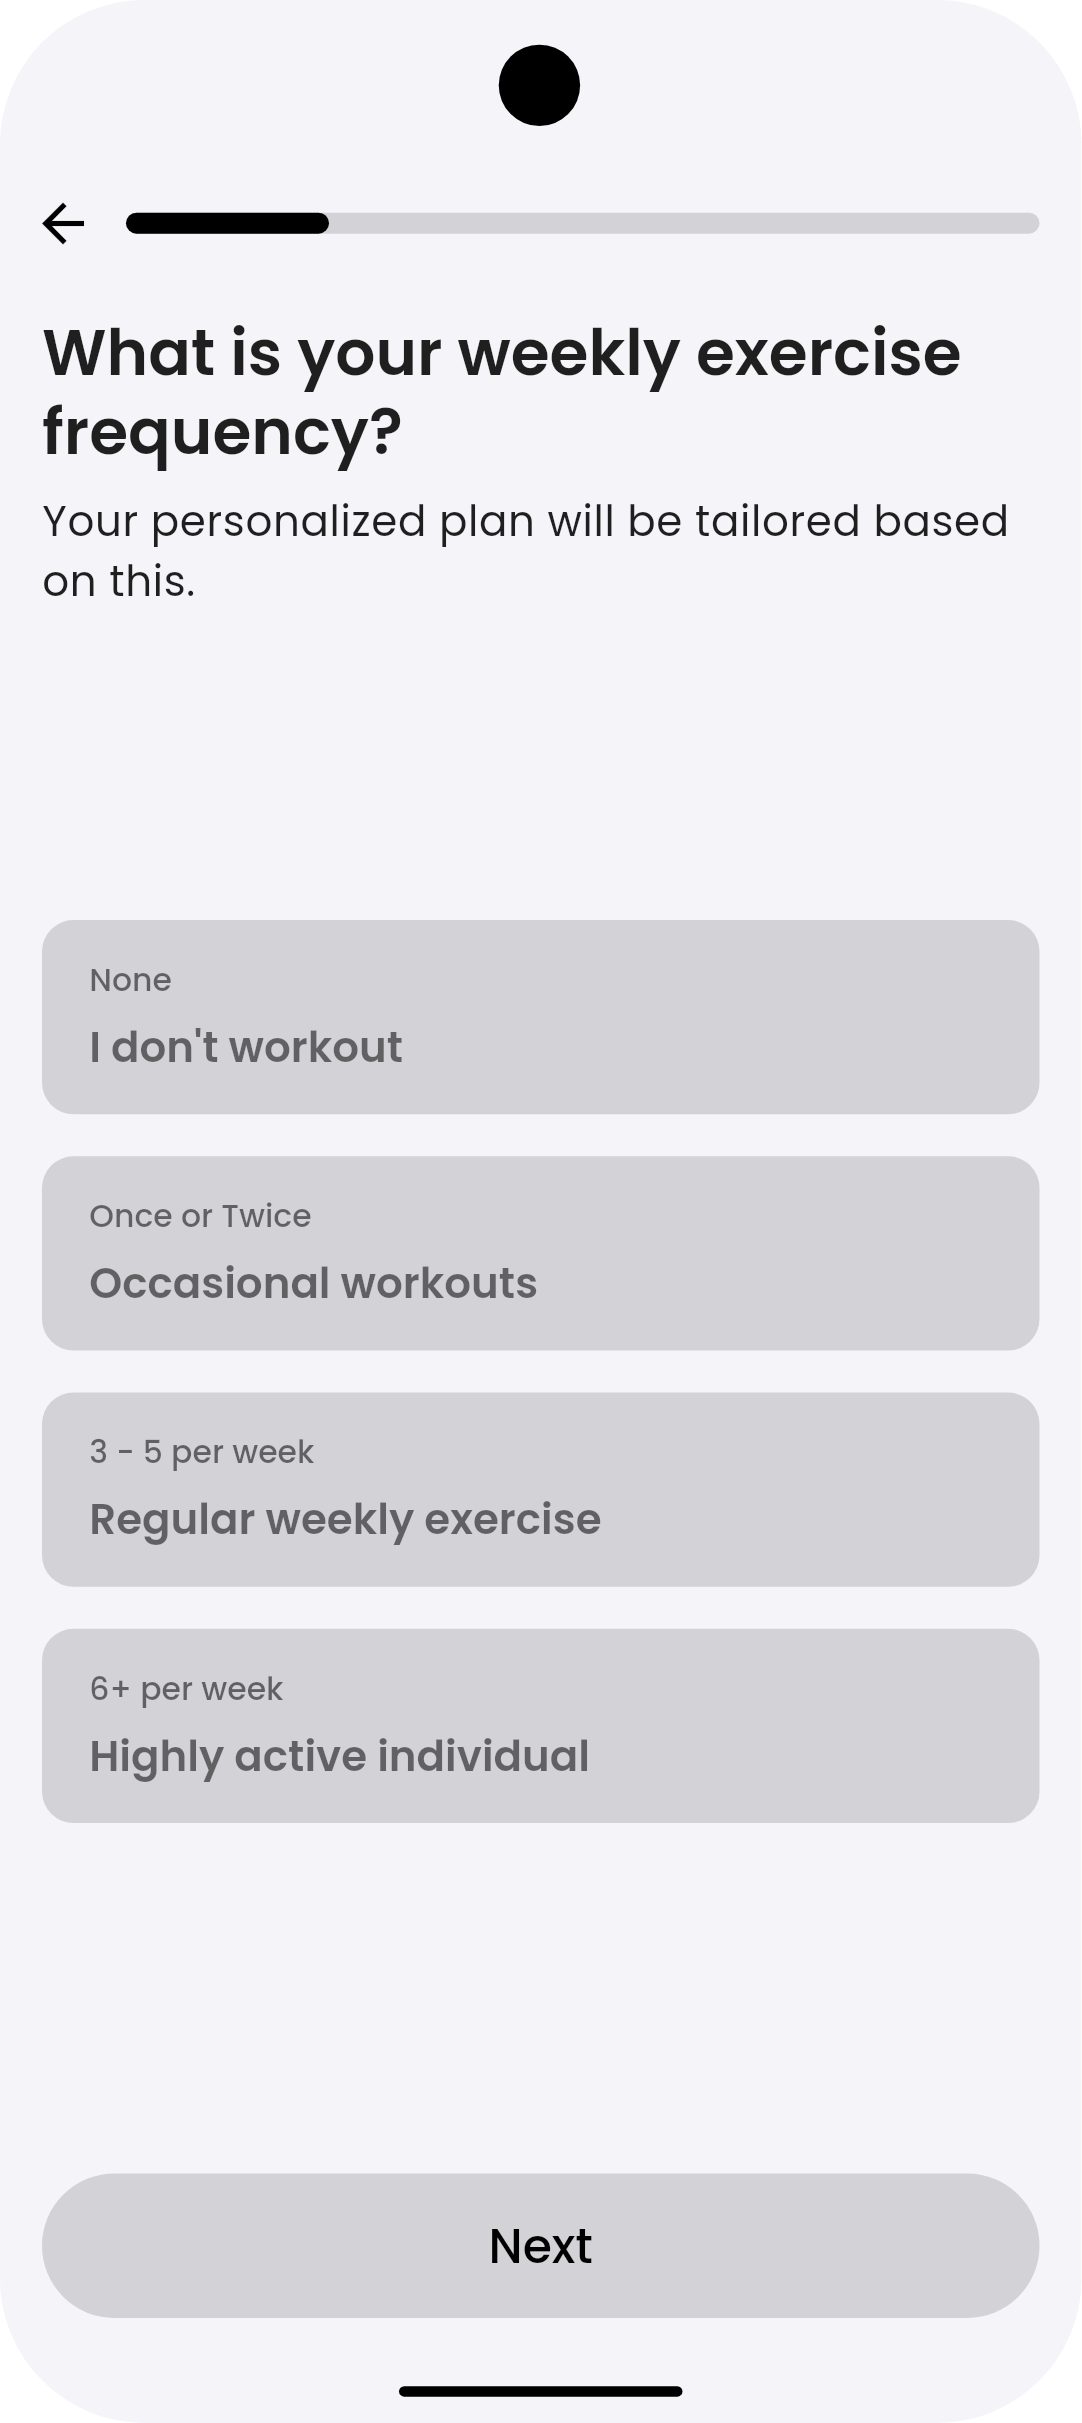 What is your weekly exercise
frequency?
Your personalized plan will be tailored based
on this.
None
I don't workout
Once or Twice
Occasional workouts
3 - 5 per week
Regular weekly exercise
6+ per week
Highly active individual
Next